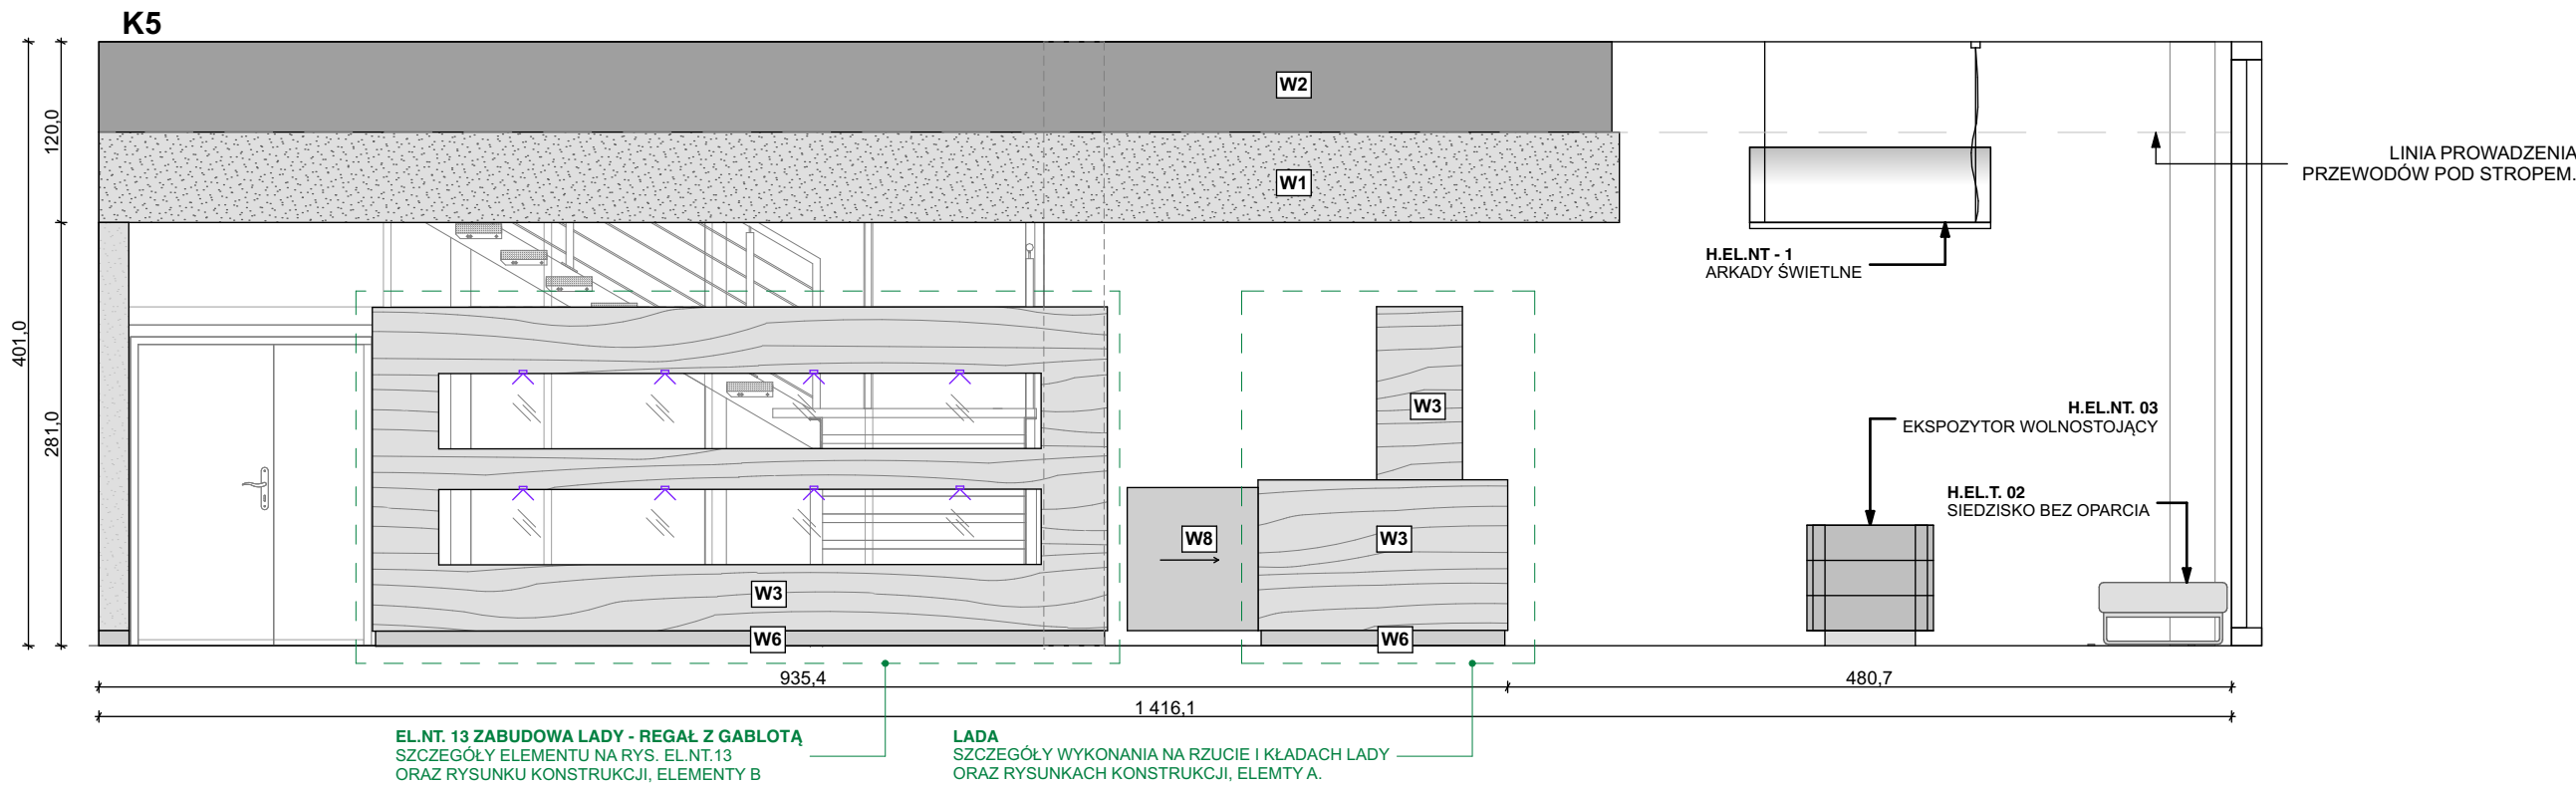 K5
W2
120,0
W1
LINIA PROWADZENIA
PRZEWODÓW POD STROPEM.
H.EL.NT - 1
ARKADY ŚWIETLNE
401,0
281,0
W3
H.EL.NT. 03
EKSPOZYTOR WOLNOSTOJĄCY
H.EL.T. 02
SIEDZISKO BEZ OPARCIA
W8
W3
W3
W6
W6
935,4
480,7
1 416,1
EL.NT. 13 ZABUDOWA LADY - REGAŁ Z GABLOTĄ
SZCZEGÓŁY ELEMENTU NA RYS. EL.NT.13
ORAZ RYSUNKU KONSTRUKCJI, ELEMENTY B
LADA
SZCZEGÓŁY WYKONANIA NA RZUCIE I KŁADACH LADY
ORAZ RYSUNKACH KONSTRUKCJI, ELEMTY A.